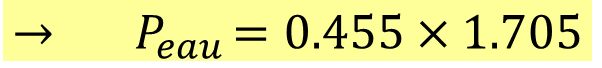 → P_eau = 0.455 × 1.705